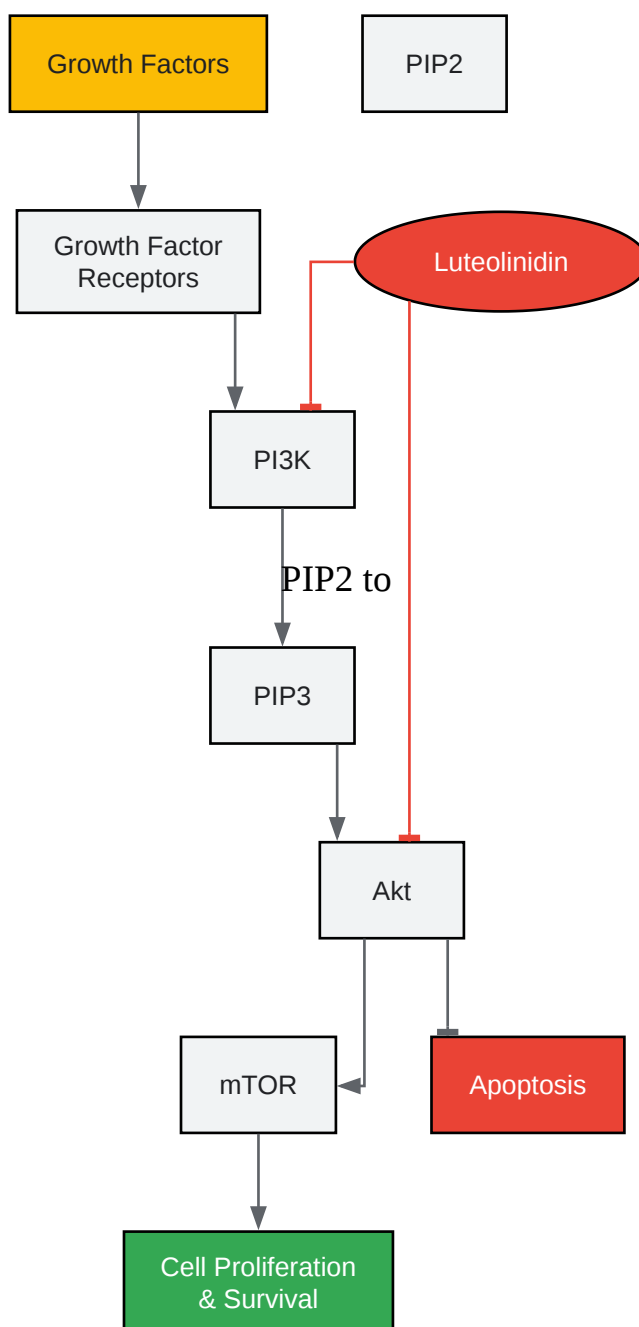 Growth Factors
PIP2
Growth Factor
Receptors
Luteolinidin
PI3K
PIP2 to
PIP3
Akt
mTOR
Apoptosis
Cell Proliferation
& Survival